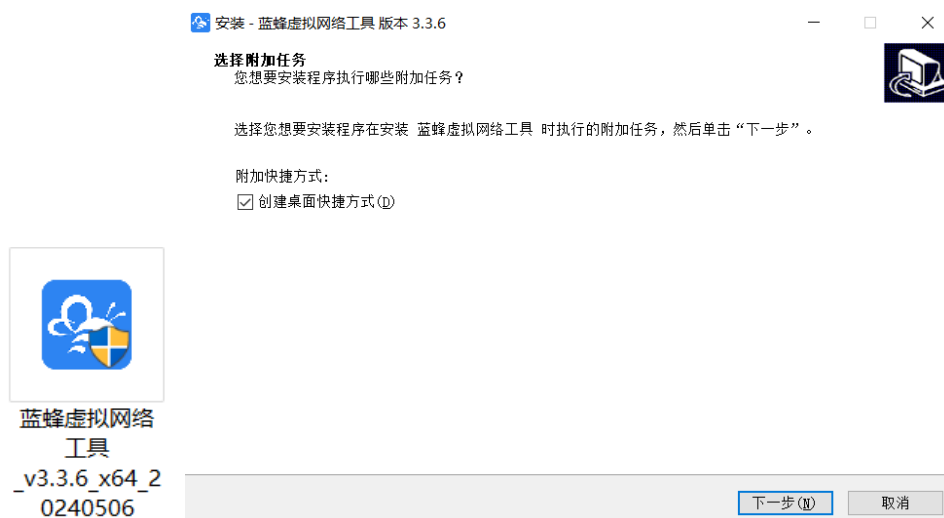 安装 - 蓝蜂虚拟网络工具 版本 3.3.6
选择附加任务
您想要安装程序执行哪些附加任务？
选择您想要安装程序在安装 蓝蜂虚拟网络工具 时执行的附加任务，然后单击“下一步”。
附加快捷方式:
创建桌面快捷方式(D)
蓝蜂虚拟网络
工具
_v3.3.6_x64_2
0240506
下一步(N)
取消